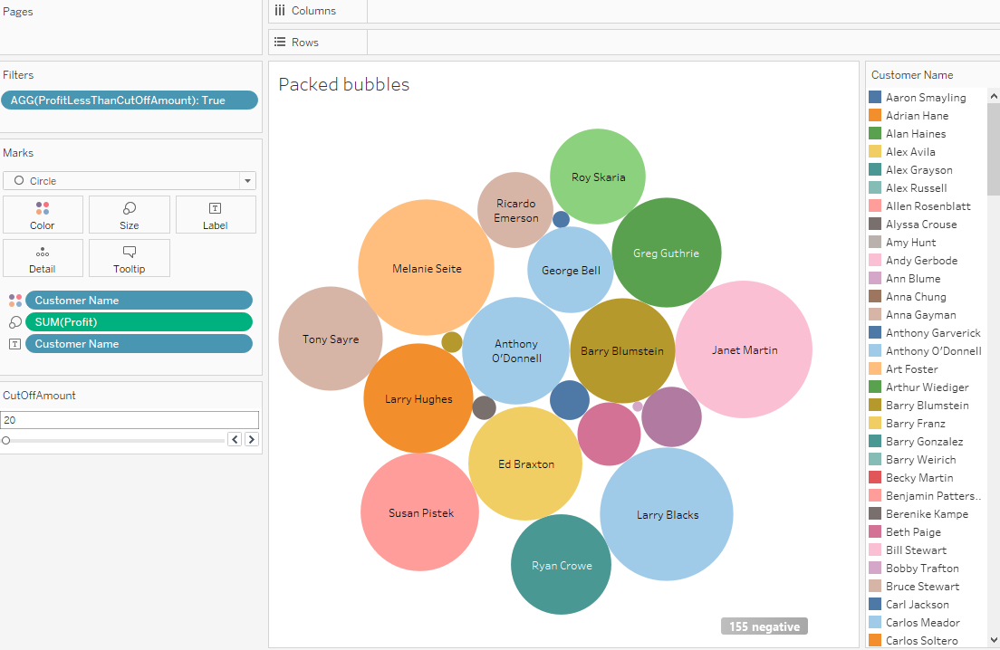 Pages
Columns
Rows
Filters
AGG(ProfitLessThanCutOffAmount): True
Marks
Circle
Color
Size
Label
Detail
Tooltip
Customer Name
SUM(Profit)
Customer Name
CutOffAmount
20
Packed bubbles
Roy Skaria
Ricardo
Emerson
Greg Guthrie
Melanie Seite
George Bell
Tony Sayre
Anthony
O'Donnell
Barry Blumstein
Janet Martin
Larry Hughes
Ed Braxton
Susan Pistek
Larry Blacks
Ryan Crowe
155 negative
Customer Name
Aaron Smayling
Adrian Hane
Alan Haines
Alex Avila
Alex Grayson
Alex Russell
Allen Rosenblatt
Alyssa Crouse
Amy Hunt
Andy Gerbode
Ann Blume
Anna Chung
Anna Gayman
Anthony Garverick
Anthony O'Donnell
Art Foster
Arthur Wiediger
Barry Blumstein
Barry Franz
Barry Gonzalez
Barry Weirich
Becky Martin
Benjamin Patters..
Berenike Kampe
Beth Paige
Bill Stewart
Bobby Trafton
Bruce Stewart
Carl Jackson
Carlos Meador
Carlos Soltero